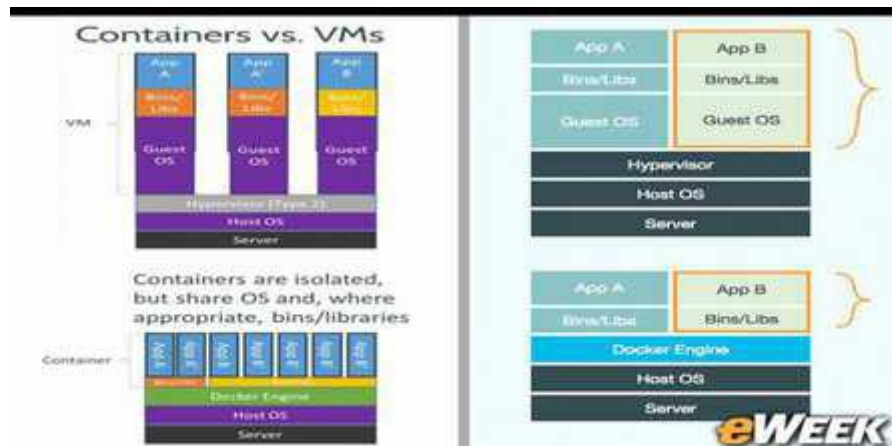 Containers vs. VMs
App
A
App
A'
App
B
Bins/
Libs
Bins/
Libs
Bins/
Libs
VM
Guest
OS
Guest
OS
Guest
OS
Hypervisor (Type 2)
Host OS
Server
Containers are isolated,
but share OS and, where
appropriate, bins/libraries
Container
Docker Engine
Host OS
Server
App A
App B
Bins/Libs
Bins/Libs
Guest OS
Guest OS
Hypervisor
Host OS
Server
App A
App B
Bins/Libs
Bins/Libs
Docker Engine
Host OS
Server
eWEEK